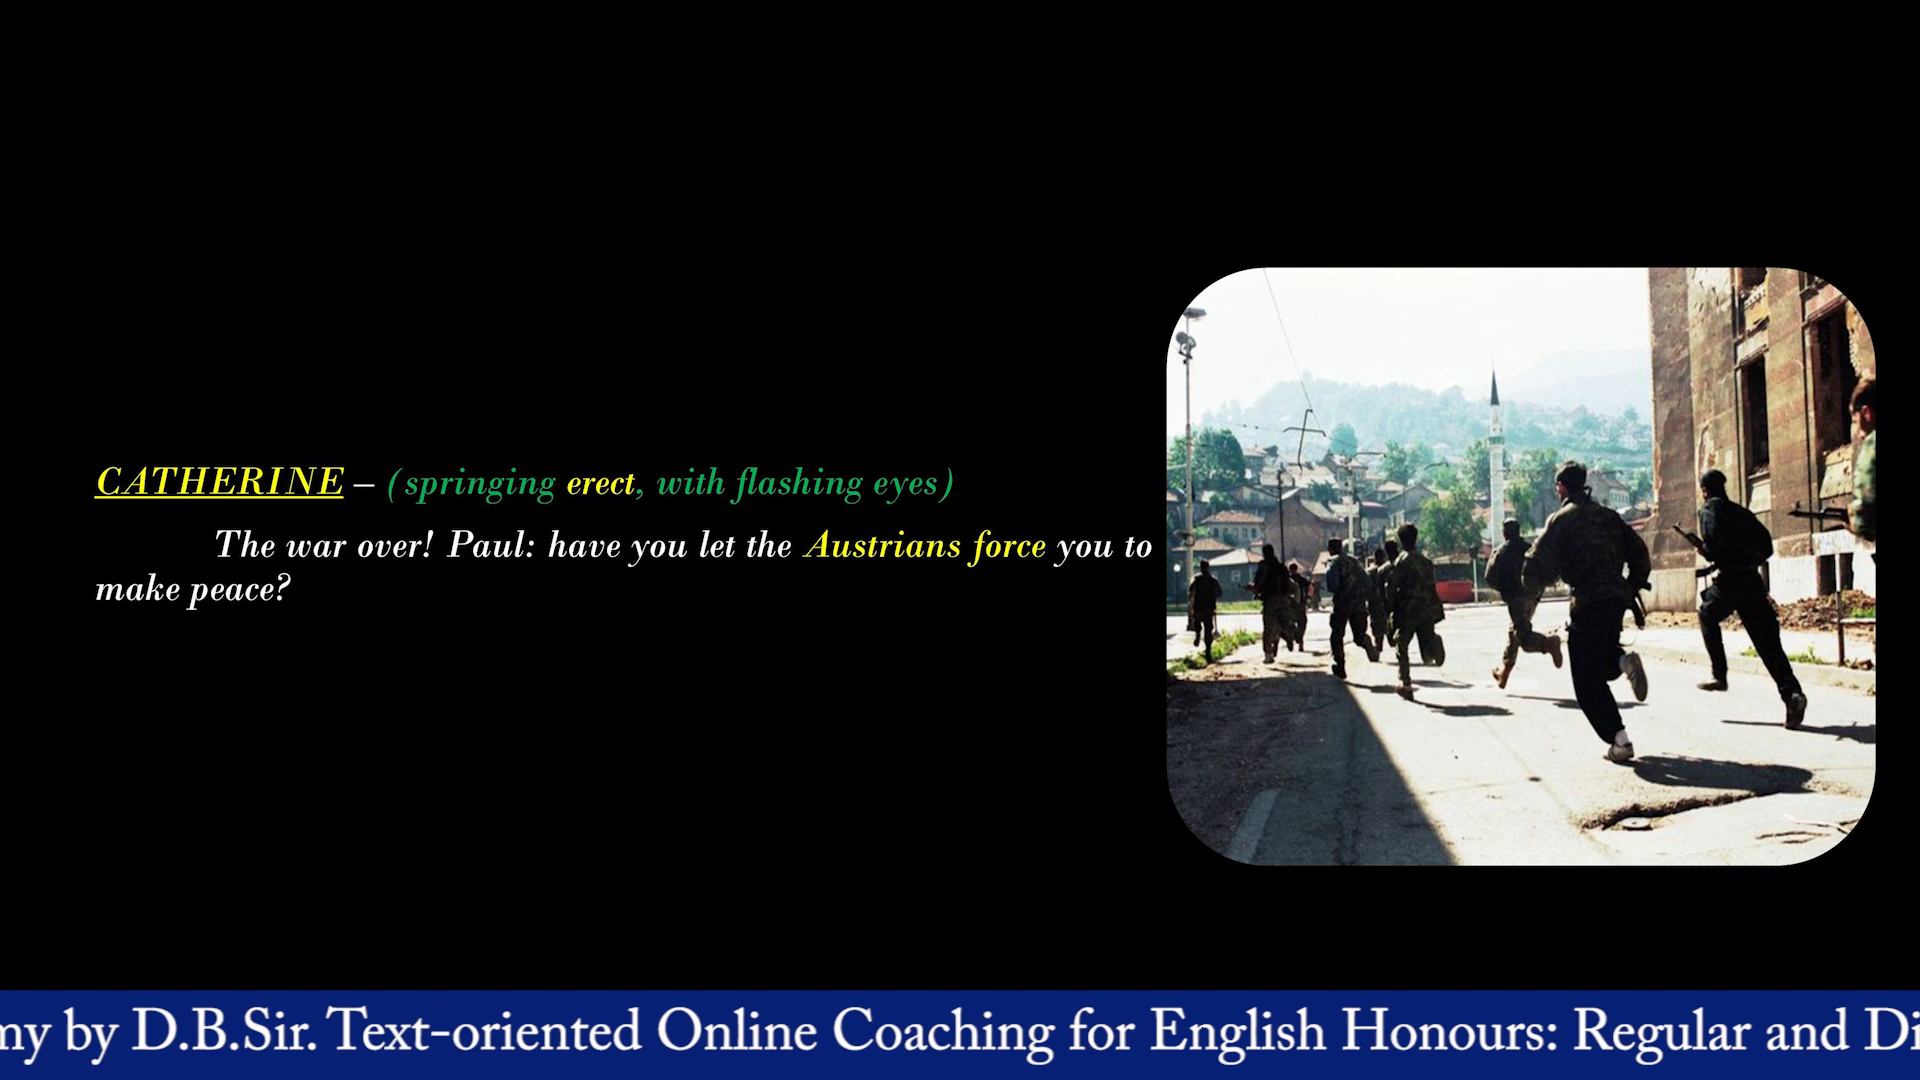 CATHERINE – (springing erect, with flashing eyes)
The war over! Paul: have you let the Austrians force you to
make peace?
my by D.B.Sir. Text-oriented Online Coaching for English Honours: Regular and Di